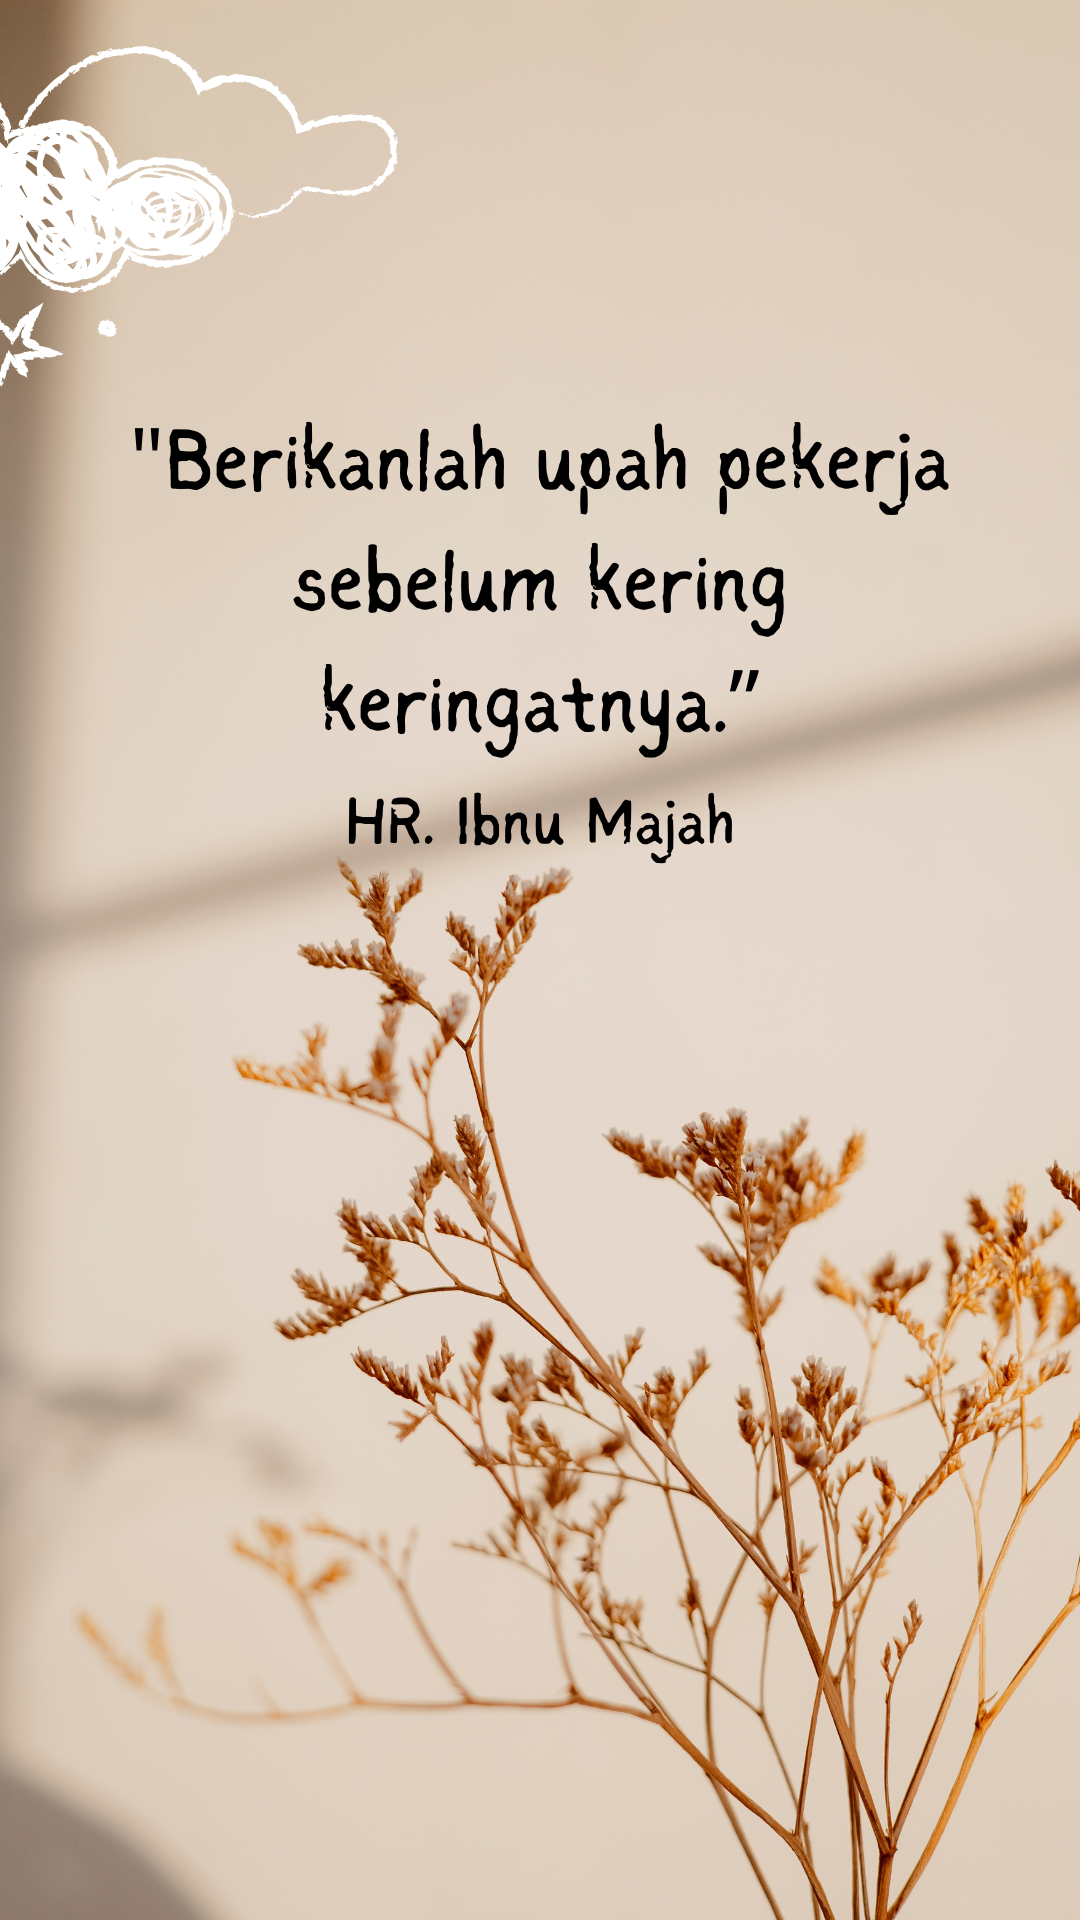 "Berikanlah upah pekerja
sebelum kering
keringatnya.”
HR. Ibnu Majah